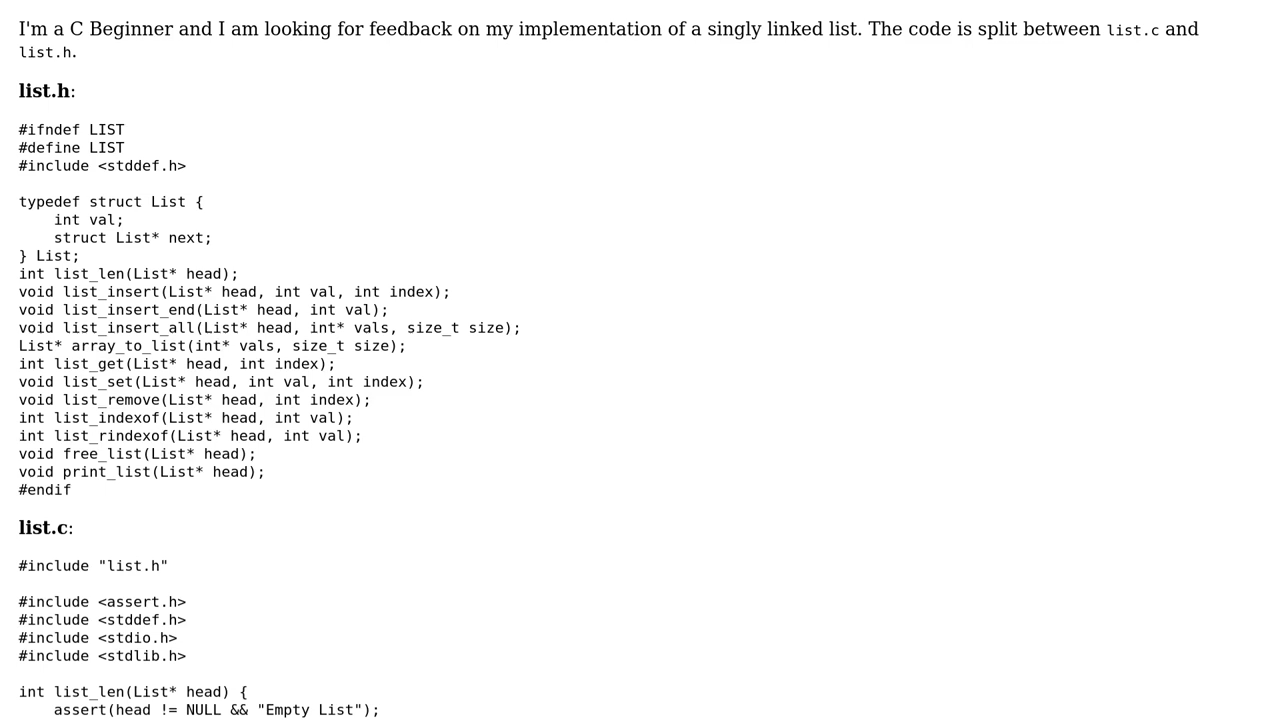 I'm a C Beginner and I am looking for feedback on my implementation of a singly linked list. The code is split between list.c and
list.h.
list.h:
#ifndef LIST
#define LIST
#include <stddef.h>
typedef struct List {
    int val;
    struct List* next;
} List;
int list_len(List* head);
void list_insert(List* head, int val, int index);
void list_insert_end(List* head, int val);
void list_insert_all(List* head, int* vals, size_t size);
List* array_to_list(int* vals, size_t size);
int list_get(List* head, int index);
void list_set(List* head, int val, int index);
void list_remove(List* head, int index);
int list_indexof(List* head, int val);
int list_rindexof(List* head, int val);
void free_list(List* head);
void print_list(List* head);
#endif
list.c:
#include "list.h"
#include <assert.h>
#include <stddef.h>
#include <stdio.h>
#include <stdlib.h>
int list_len(List* head) {
    assert(head != NULL && "Empty List");